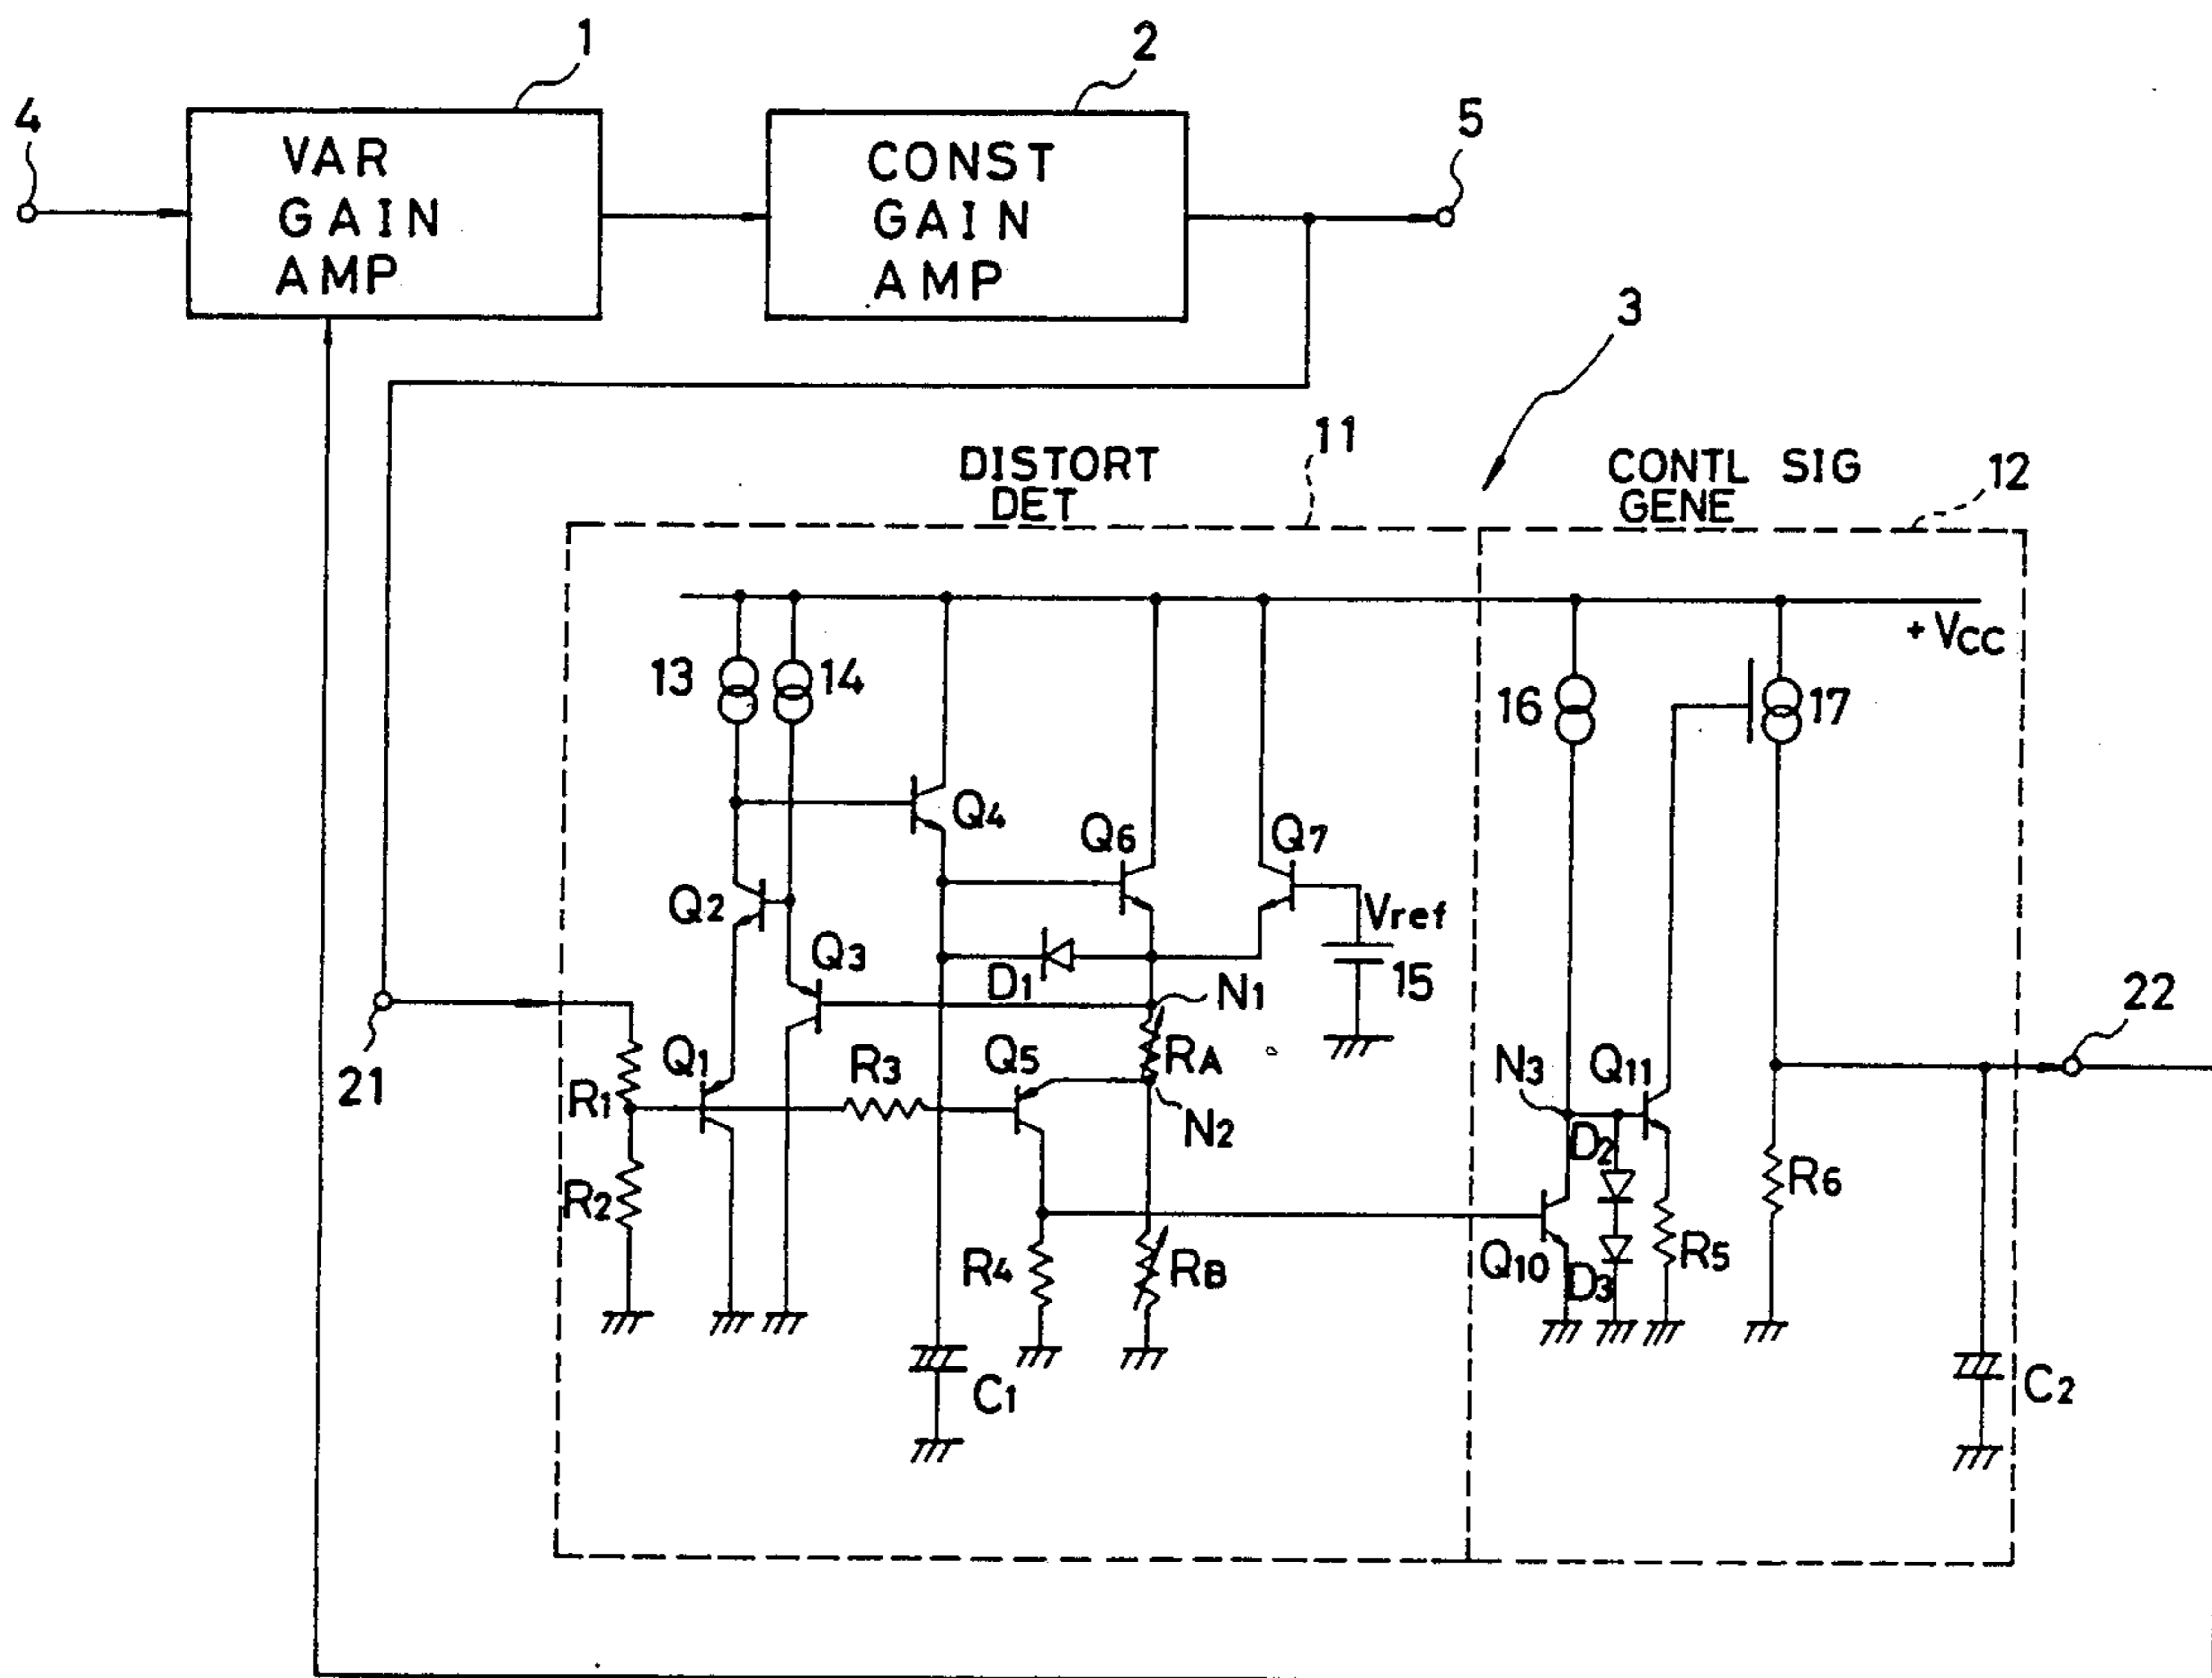 1
2
4
5
VAR
GAIN
AMP
CONST
GAIN
AMP
3
11
DISTORT
DET
CONTL SIG
GENE
12
+VCC
13
14
16
17
Q4
Q6
Q7
Q2
Vref
Q3
D1
N1
15
22
21
R1
Q1
R3
Q5
RA
N2
N3
Q11
D2
R2
R6
R4
RB
Q10
D3
R5
C1
C2